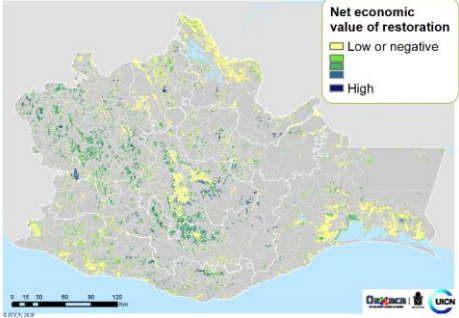 Net economic
value of restoration
Low or negative
High
0 15 30 60 90 120
Km
Oaxaca
UICN
© IUCN, 2020